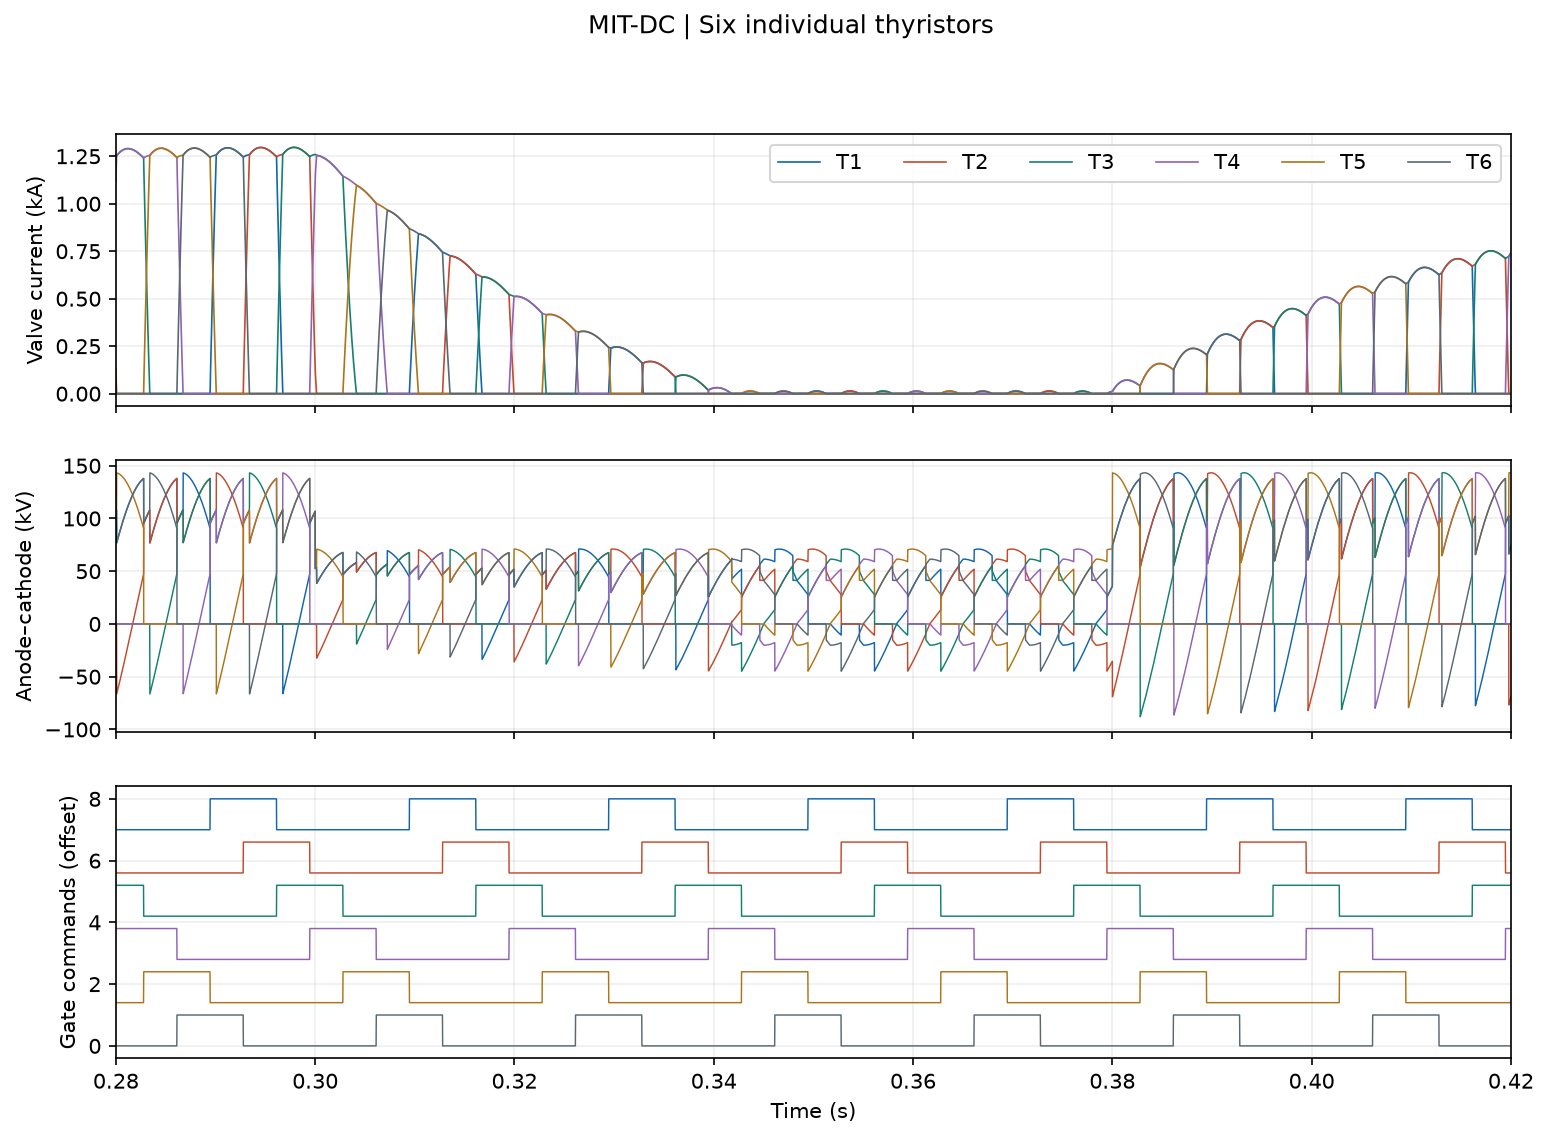 MIT-DC | Six individual thyristors
Valve current (kA)
1.25
1.00
0.75
0.50
0.25
0.00
T1 T2 T3 T4 T5 T6
Anode–cathode (kV)
150
100
50
0
−50
−100
Gate commands (offset)
8
6
4
2
0
0.28 0.30 0.32 0.34 0.36 0.38 0.40 0.42
Time (s)